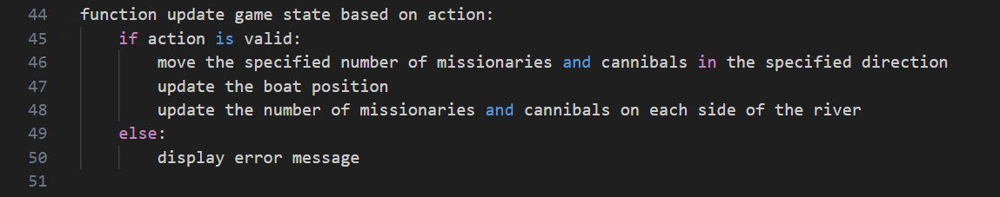 44 function update game state based on action:
45 if action is valid:
46 move the specified number of missionaries and cannibals in the specified direction
47 update the boat position
48 update the number of missionaries and cannibals on each side of the river
49 else:
50 display error message
51